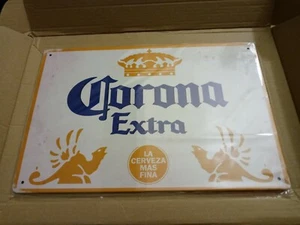 Corona
Extra
LA
CERVEZA
MAS
FINA